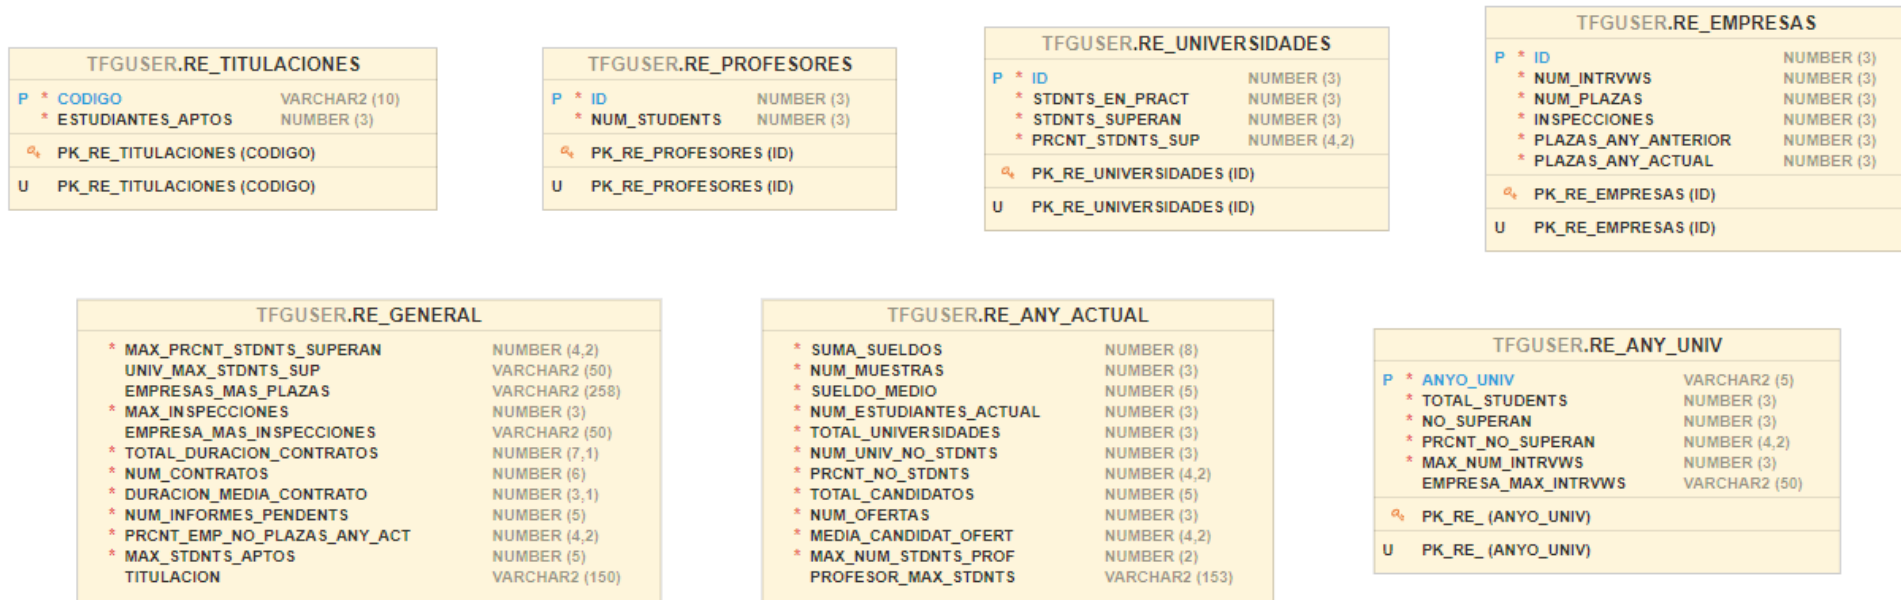 TFGUSER.RE_TITULACIONES
P * CODIGO VARCHAR2 (10)
* ESTUDIANTES_APTOS NUMBER (3)
PK_RE_TITULACIONES (CODIGO)
U PK_RE_TITULACIONES (CODIGO)
TFGUSER.RE_PROFESORES
P * ID NUMBER (3)
* NUM_STUDENTS NUMBER (3)
PK_RE_PROFESORES (ID)
U PK_RE_PROFESORES (ID)
TFGUSER.RE_UNIVERSIDADES
P * ID NUMBER (3)
* STDNTS_EN_PRACT NUMBER (3)
* STDNTS_SUPERAN NUMBER (3)
* PRCNT_STDNTS_SUP NUMBER (4,2)
PK_RE_UNIVERSIDADES (ID)
U PK_RE_UNIVERSIDADES (ID)
TFGUSER.RE_EMPRESAS
P * ID NUMBER (3)
* NUM_INTRVWS NUMBER (3)
* NUM_PLAZAS NUMBER (3)
* INSPECCIONES NUMBER (3)
* PLAZAS_ANY_ANTERIOR NUMBER (3)
* PLAZAS_ANY_ACTUAL NUMBER (3)
PK_RE_EMPRESAS (ID)
U PK_RE_EMPRESAS (ID)
TFGUSER.RE_GENERAL
* MAX_PRCNT_STDNTS_SUPERAN NUMBER (4,2)
UNIV_MAX_STDNTS_SUP VARCHAR2 (50)
EMPRESAS_MAS_PLAZAS VARCHAR2 (258)
* MAX_INSPECCIONES NUMBER (3)
EMPRESA_MAS_INSPECCIONES VARCHAR2 (50)
* TOTAL_DURACION_CONTRATOS NUMBER (7,1)
* NUM_CONTRATOS NUMBER (6)
* DURACION_MEDIA_CONTRATO NUMBER (3,1)
* NUM_INFORMES_PENDENTS NUMBER (5)
* PRCNT_EMP_NO_PLAZAS_ANY_ACT NUMBER (4,2)
* MAX_STDNTS_APTOS NUMBER (5)
TITULACION VARCHAR2 (150)
TFGUSER.RE_ANY_ACTUAL
* SUMA_SUELDOS NUMBER (8)
* NUM_MUESTRAS NUMBER (3)
* SUELDO_MEDIO NUMBER (5)
* NUM_ESTUDIANTES_ACTUAL NUMBER (3)
* TOTAL_UNIVERSIDADES NUMBER (3)
* NUM_UNIV_NO_STDNTS NUMBER (3)
* PRCNT_NO_STDNTS NUMBER (4,2)
* TOTAL_CANDIDATOS NUMBER (5)
* NUM_OFERTAS NUMBER (3)
* MEDIA_CANDIDAT_OFERT NUMBER (4,2)
* MAX_NUM_STDNTS_PROF NUMBER (2)
PROFESOR_MAX_STDNTS VARCHAR2 (153)
TFGUSER.RE_ANY_UNIV
P * ANYO_UNIV VARCHAR2 (5)
* TOTAL_STUDENTS NUMBER (3)
* NO_SUPERAN NUMBER (3)
* PRCNT_NO_SUPERAN NUMBER (4,2)
* MAX_NUM_INTRVWS NUMBER (3)
EMPRESA_MAX_INTRVWS VARCHAR2 (50)
PK_RE_ (ANYO_UNIV)
U PK_RE_ (ANYO_UNIV)